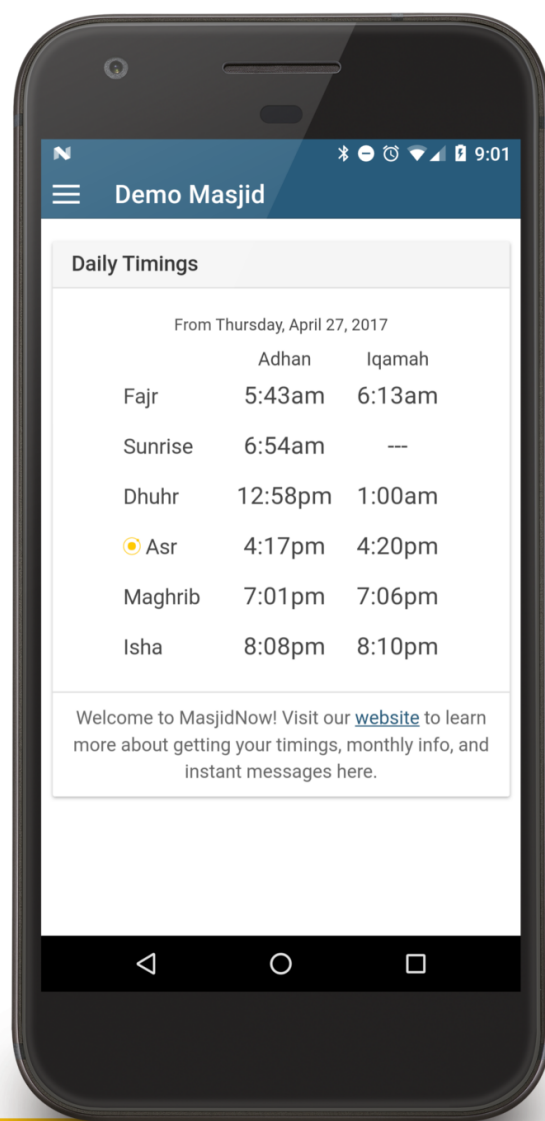 9:01
Demo Masjid
Daily Timings
From Thursday, April 27, 2017
Adhan Iqamah
Fajr 5:43am 6:13am
Sunrise 6:54am ---
Dhuhr 12:58pm 1:00am
Asr 4:17pm 4:20pm
Maghrib 7:01pm 7:06pm
Isha 8:08pm 8:10pm
Welcome to MasjidNow! Visit our website to learn
more about getting your timings, monthly info, and
instant messages here.